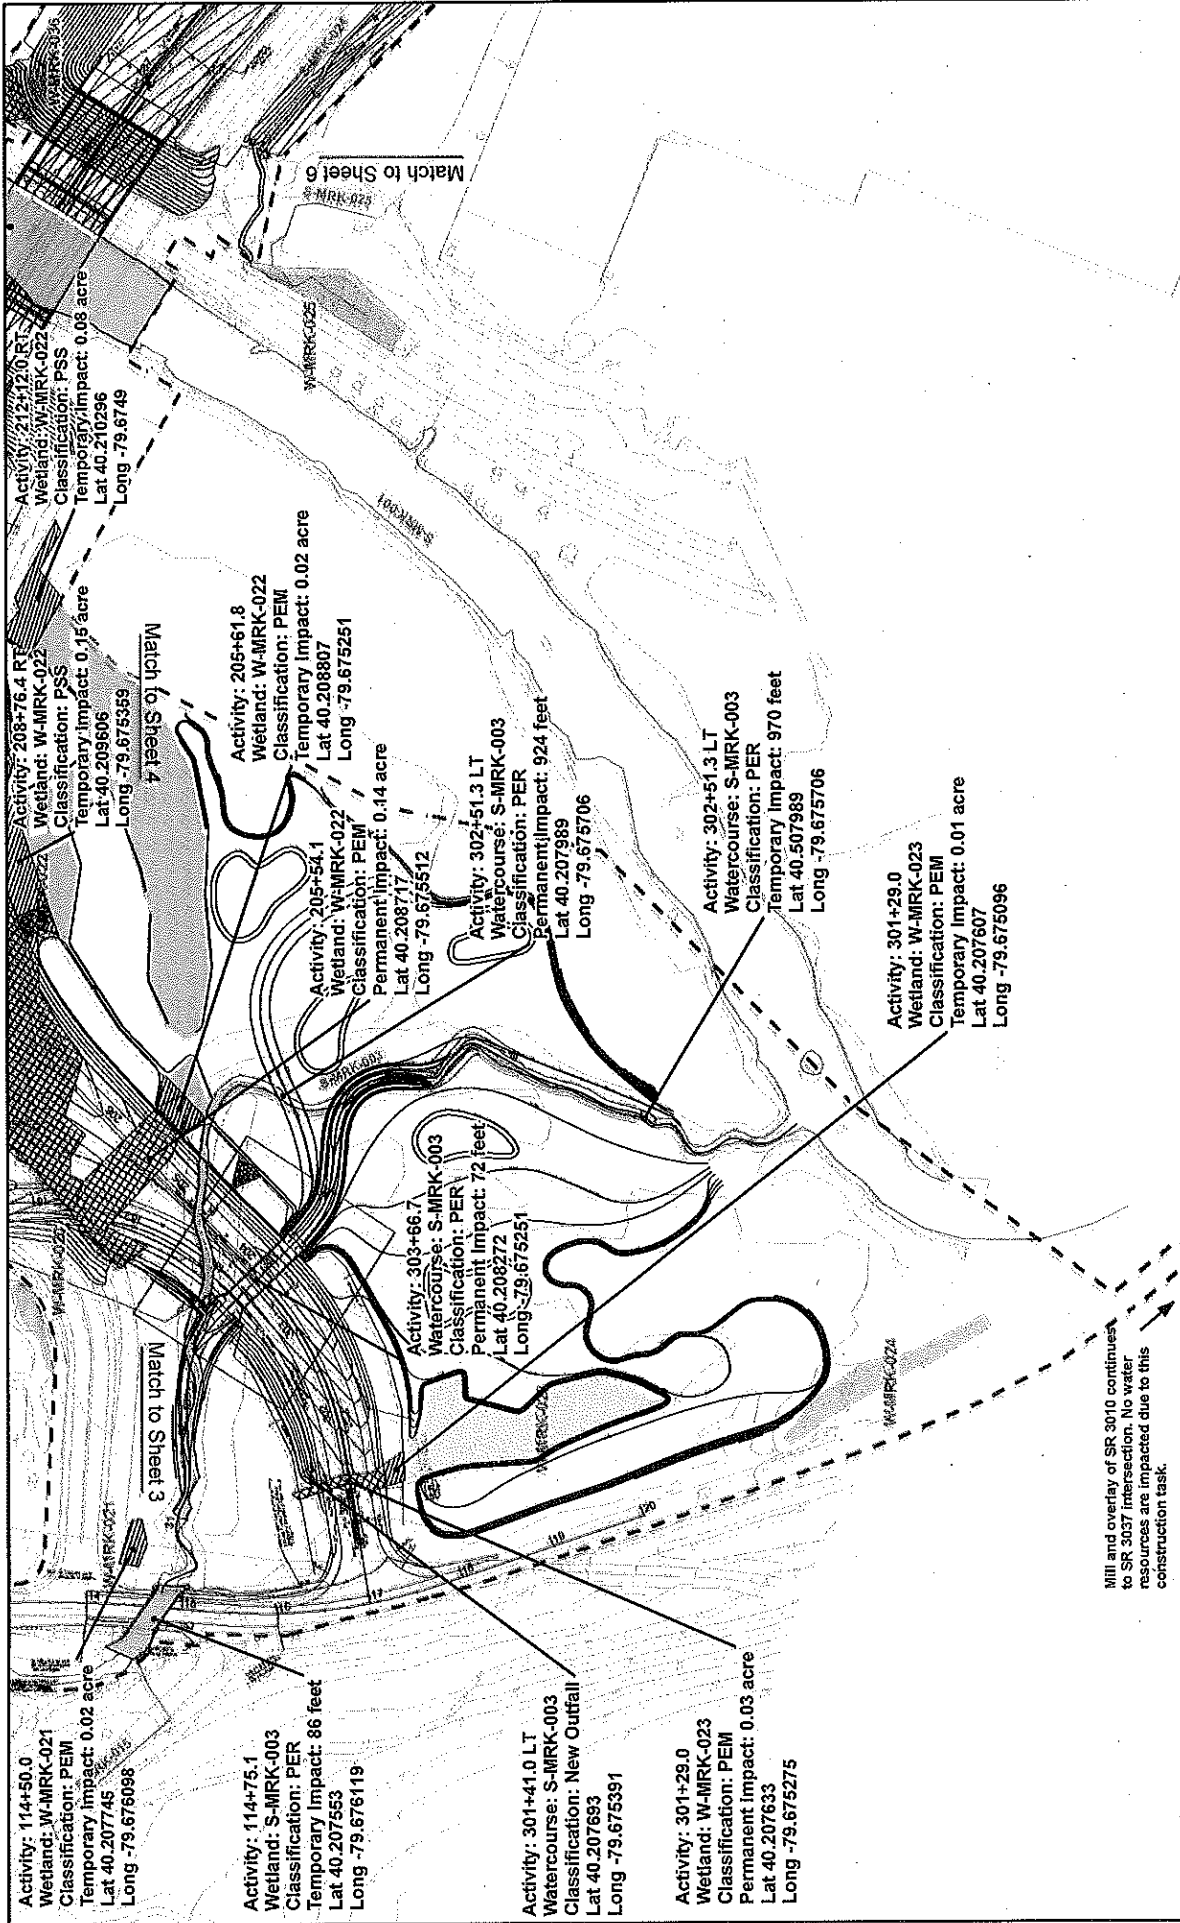 Activity: 114+50.0
Wetland: W-MRK-021
Classification: PEM
Temporary Impact: 0.02 acre
Lat 40.207745
Long -79.676098
Activity: 114+75.1
Wetland: S-MRK-003
Classification: PER
Temporary Impact: 86 feet
Lat 40.207553
Long -79.676119
Activity: 301+41.0 LT
Watercourse: S-MRK-003
Classification: New Outfall
Lat 40.207693
Long -79.675391
Activity: 301+29.0
Wetland: W-MRK-023
Classification: PEM
Permanent Impact: 0.03 acre
Lat 40.207633
Long -79.675275
Match to Sheet 3
W-MRK-021
Activity: 303+66.7
Watercourse: S-MRK-003
Classification: PER
Permanent Impact: 72 feet
Lat 40.208272
Long -79.675251
W-MRK-024
Mill and overlay of SR 3010 continues
to SR 3037 intersection. No water
resources are impacted due to this
construction task.
Activity: 208+76.4 RT
Wetland: W-MRK-022
Classification: PSS
Temporary Impact: 0.15 acre
Lat 40.209606
Long -79.675359
Match to Sheet 4
Activity: 205+54.1
Wetland: W-MRK-022
Classification: PEM
Permanent Impact: 0.14 acre
Lat 40.208717
Long -79.675512
S-MRK-003
Activity: 302+51.3 LT
Watercourse: S-MRK-003
Classification: PER
Permanent Impact: 924 feet
Lat 40.207989
Long -79.675706
Activity: 301+29.0
Wetland: W-MRK-023
Classification: PEM
Temporary Impact: 0.01 acre
Lat 40.207607
Long -79.675096
Activity: 212+12.0 RT
Wetland: W-MRK-022
Classification: PSS
Temporary Impact: 0.08 acre
Lat 40.210296
Long -79.6749
Activity: 205+61.8
Wetland: W-MRK-022
Classification: PEM
Temporary Impact: 0.02 acre
Lat 40.208807
Long -79.675251
Activity: 302+51.3 LT
Watercourse: S-MRK-003
Classification: PER
Temporary Impact: 970 feet
Lat 40.507989
Long -79.675706
S-MRK-001
W-MRK-025
S-MRK-025
Match to Sheet 6
W-MRK-036
16
17
18
19
20